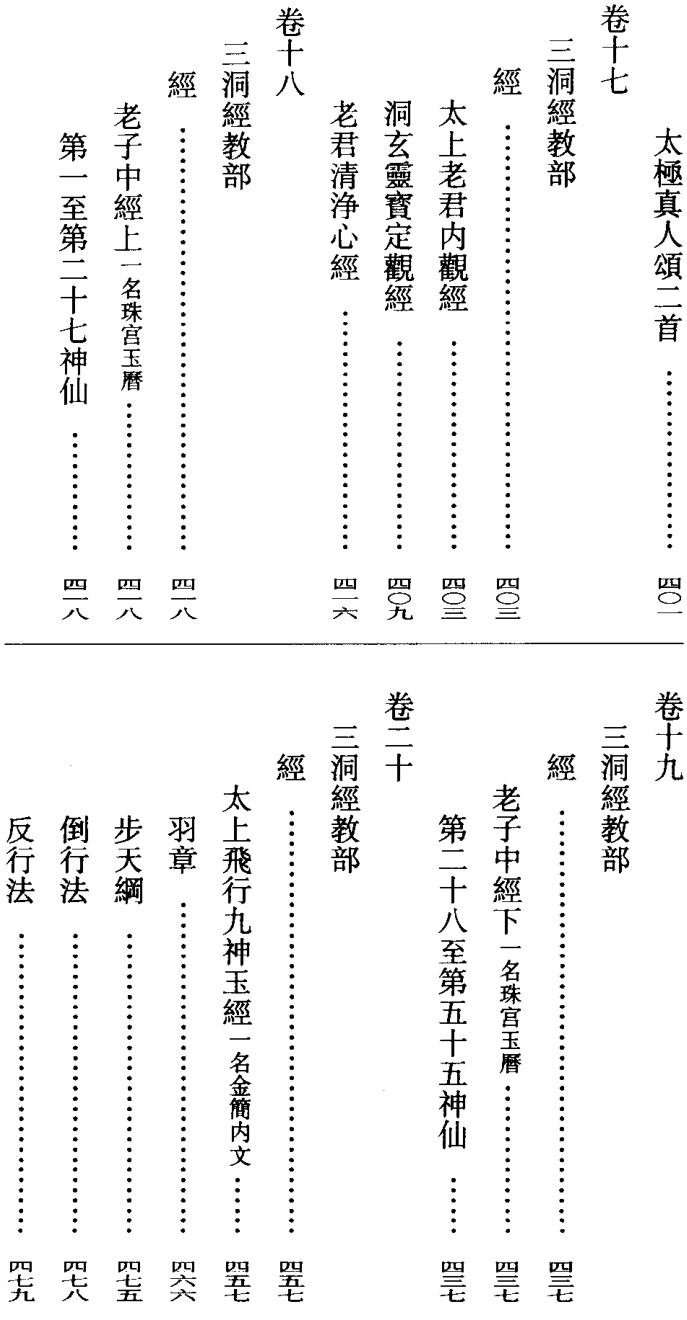 太極真人頌二首 …… 四〇一
卷十七
三洞經教部
經 …… 四〇三
太上老君内觀經 …… 四〇三
洞玄靈寶定觀經 …… 四〇九
老君清浄心經 …… 四一六
卷十八
三洞經教部
經 …… 四一八
老子中經上一名珠宫玉曆 …… 四一八
第一至第二十七神仙 …… 四一八
卷十九
三洞經教部
經 …… 四三七
老子中經下一名珠宫玉曆 …… 四三七
第二十八至第五十五神仙 …… 四三七
卷二十
三洞經教部
經 …… 四五七
太上飛行九神玉經一名金簡内文 …… 四五七
羽章 …… 四六六
步天綱 …… 四七五
倒行法 …… 四七八
反行法 …… 四七九